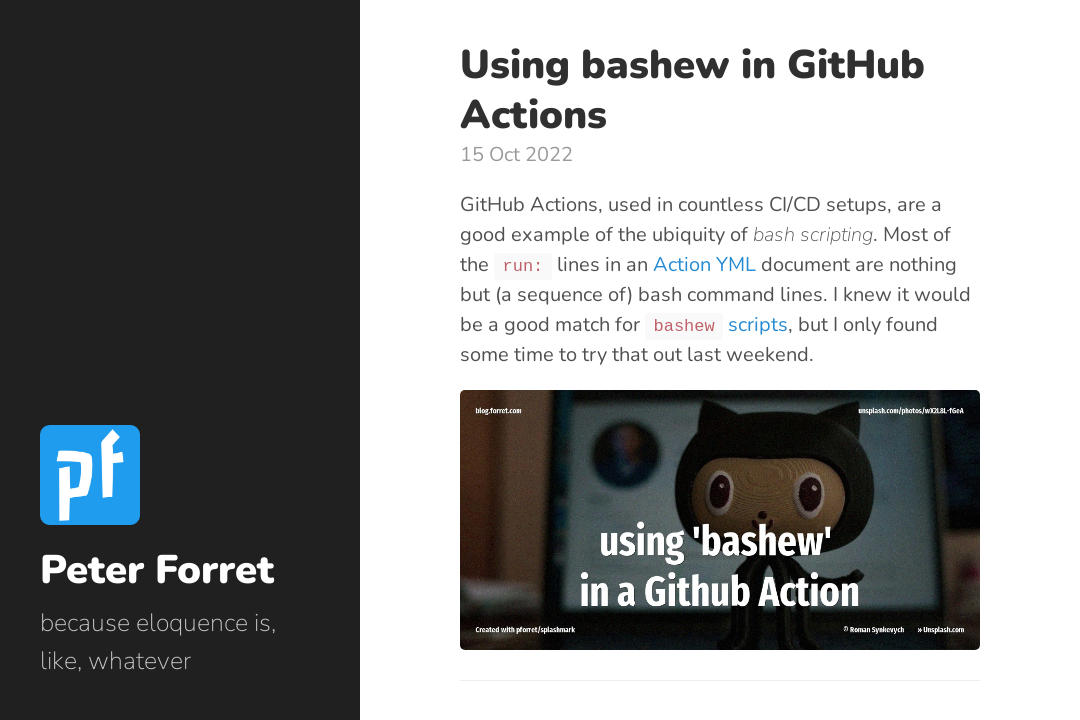 pf
Peter Forret
because eloquence is,
like, whatever
Using bashew in GitHub
Actions
15 Oct 2022
GitHub Actions, used in countless CI/CD setups, are a
good example of the ubiquity of bash scripting. Most of
the run: lines in an Action YML document are nothing
but (a sequence of) bash command lines. I knew it would
be a good match for bashew scripts, but I only found
some time to try that out last weekend.
blog.forret.com
unsplash.com/photos/wX2L8L-fGeA
using 'bashew'
in a Github Action
Created with pforret/splashmark
© Roman Synkevych » Unsplash.com